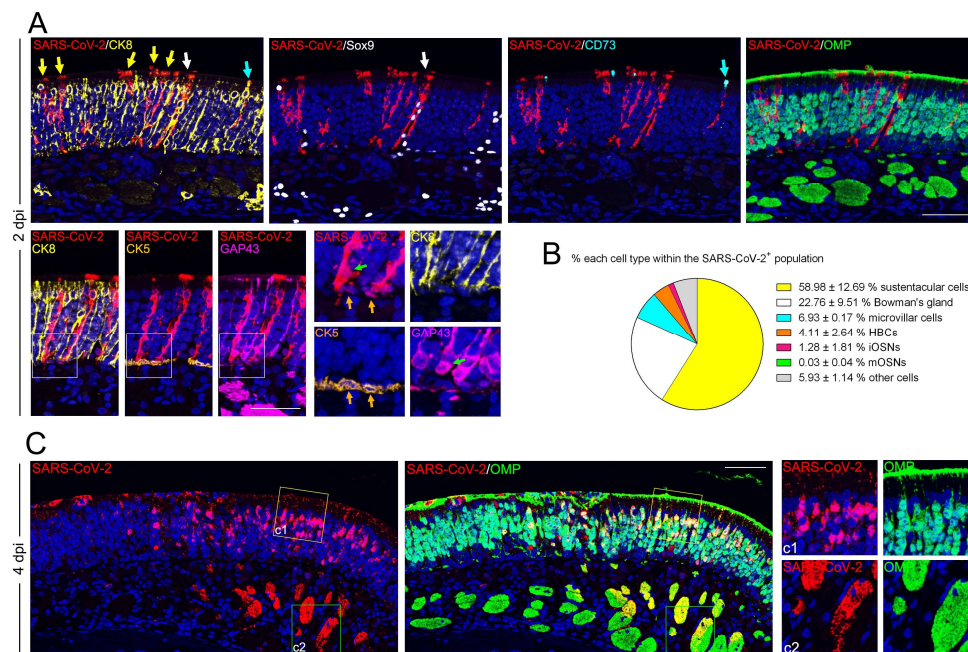 A
SARS-CoV-2/CK8
SARS-CoV-2/Sox9
SARS-CoV-2/CD73
SARS-CoV-2/OMP
2 dpi
SARS-CoV-2
CK8
SARS-CoV-2
CK5
SARS-CoV-2
GAP43
SARS-CoV-2
CK8
CK5
GAP43
B
% each cell type within the SARS-CoV-2⁺ population
58.98 ± 12.69 % sustentacular cells
22.76 ± 9.51 % Bowman's gland
6.93 ± 0.17 % microvillar cells
4.11 ± 2.64 % HBCs
1.28 ± 1.81 % iOSNs
0.03 ± 0.04 % mOSNs
5.93 ± 1.14 % other cells
C
4 dpi
SARS-CoV-2
c1
c2
SARS-CoV-2/OMP
SARS-CoV-2
c1
OMP
SARS-CoV-2
c2
OMP